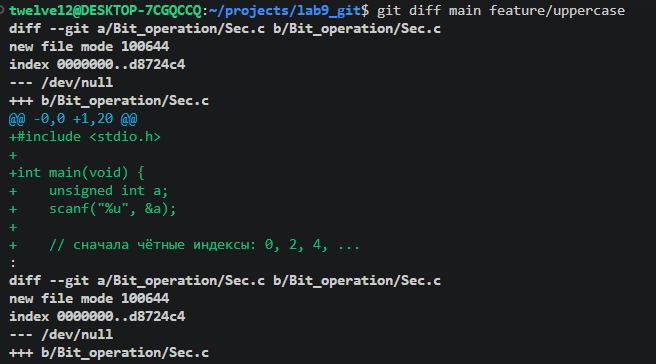 twelve12@DESKTOP-7CGQCCQ:~/projects/lab9_git$ git diff main feature/uppercase
diff --git a/Bit_operation/Sec.c b/Bit_operation/Sec.c
new file mode 100644
index 0000000..d8724c4
--- /dev/null
+++ b/Bit_operation/Sec.c
@@ -0,0 +1,20 @@
+#include <stdio.h>
+
+int main(void) {
+    unsigned int a;
+    scanf("%u", &a);
+
+    // сначала чётные индексы: 0, 2, 4, ...
:
diff --git a/Bit_operation/Sec.c b/Bit_operation/Sec.c
new file mode 100644
index 0000000..d8724c4
--- /dev/null
+++ b/Bit_operation/Sec.c